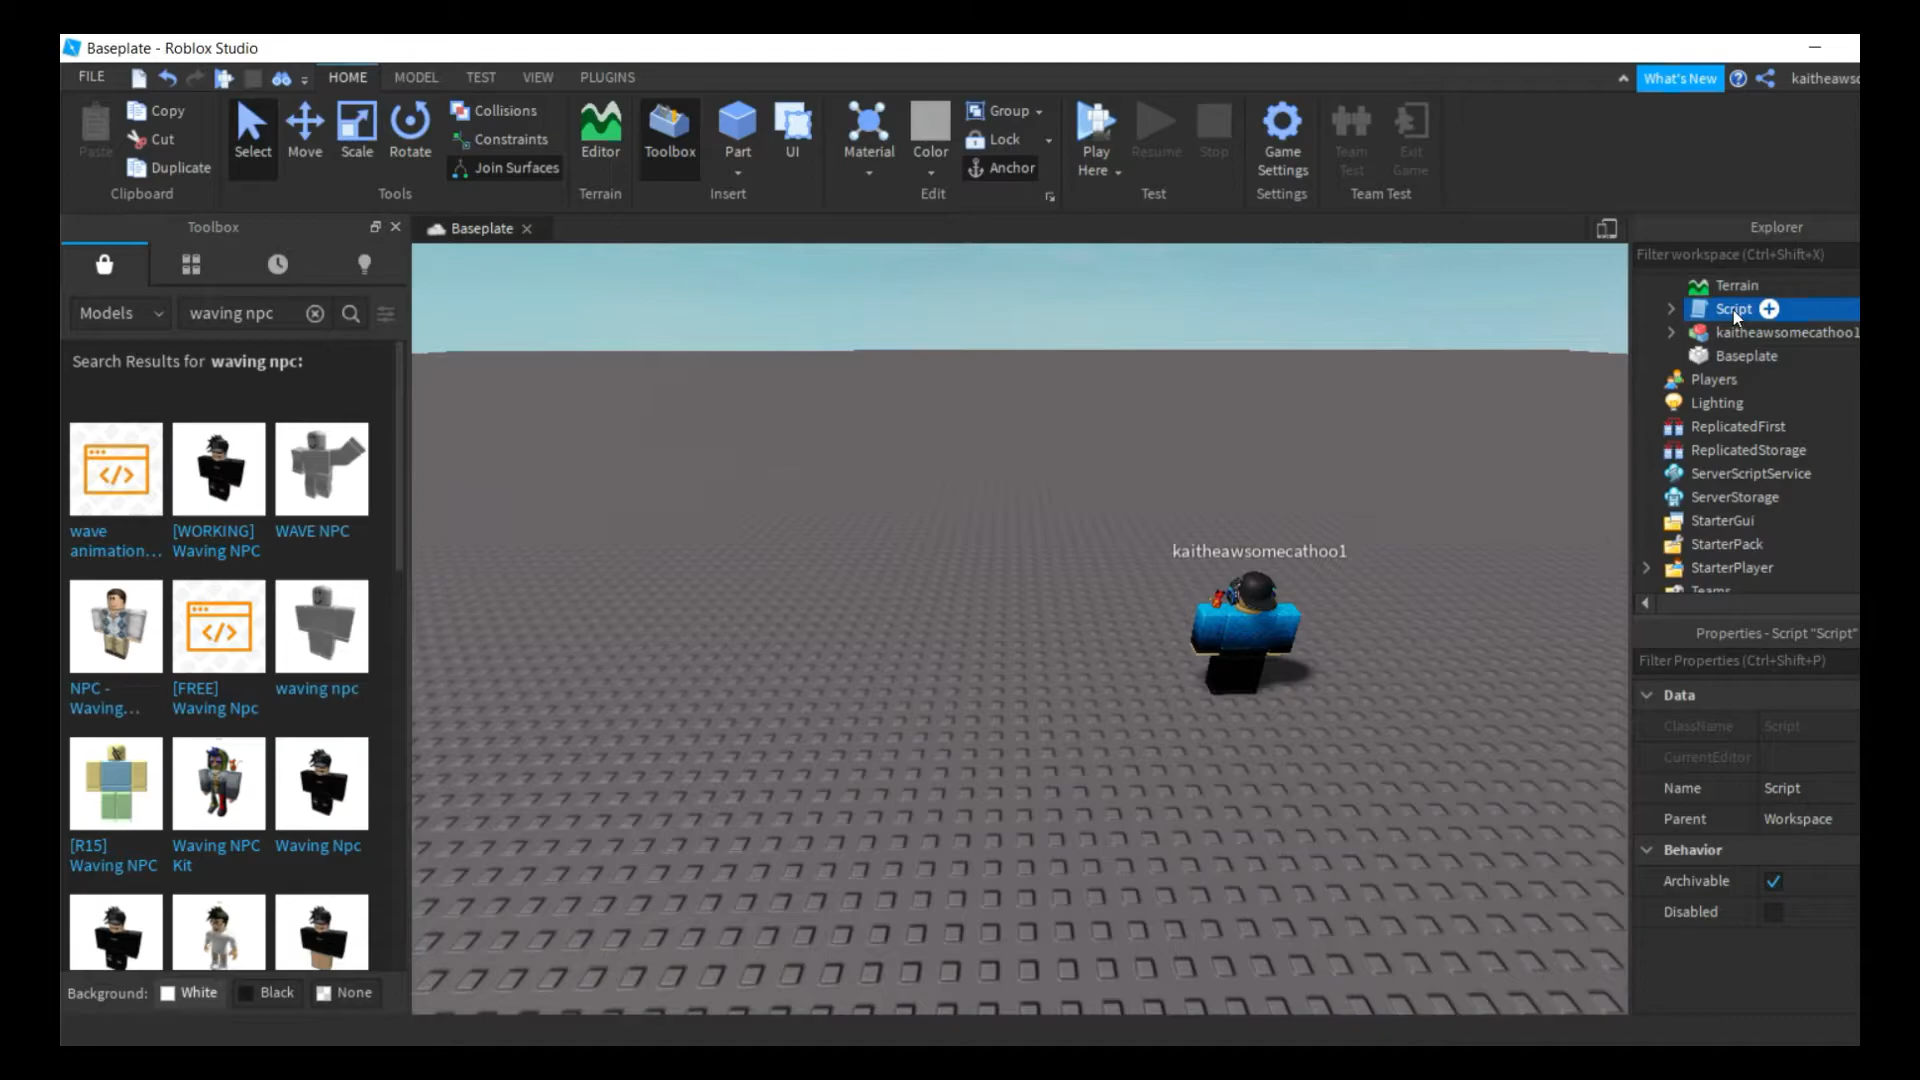 Baseplate - Roblox Studio
FILE
HOME
MODEL
TEST
VIEW
PLUGINS
What's New
kaitheawsc
Paste
Copy
Cut
Duplicate
Clipboard
Select
Move
Scale
Rotate
Collisions
Constraints
Join Surfaces
Tools
Editor
Terrain
Toolbox
Part
UI
Insert
Material
Color
Group
Lock
Anchor
Edit
Play
Here
Resume
Stop
Test
Game
Settings
Settings
Team
Test
Exit
Game
Team Test
Toolbox
Models
waving npc
Search Results for waving npc:
wave
animation...
[WORKING]
Waving NPC
WAVE NPC
NPC -
Waving...
[FREE]
Waving Npc
waving npc
[R15]
Waving NPC
Waving NPC
Kit
Waving Npc
Background:
White
Black
None
Baseplate
kaitheawsomecathoo1
Explorer
Filter workspace (Ctrl+Shift+X)
Terrain
Script
kaitheawsomecathoo1
Baseplate
Players
Lighting
ReplicatedFirst
ReplicatedStorage
ServerScriptService
ServerStorage
StarterGui
StarterPack
StarterPlayer
Teams
Properties - Script "Script"
Filter Properties (Ctrl+Shift+P)
Data
ClassName Script
CurrentEditor
Name Script
Parent Workspace
Behavior
Archivable
Disabled